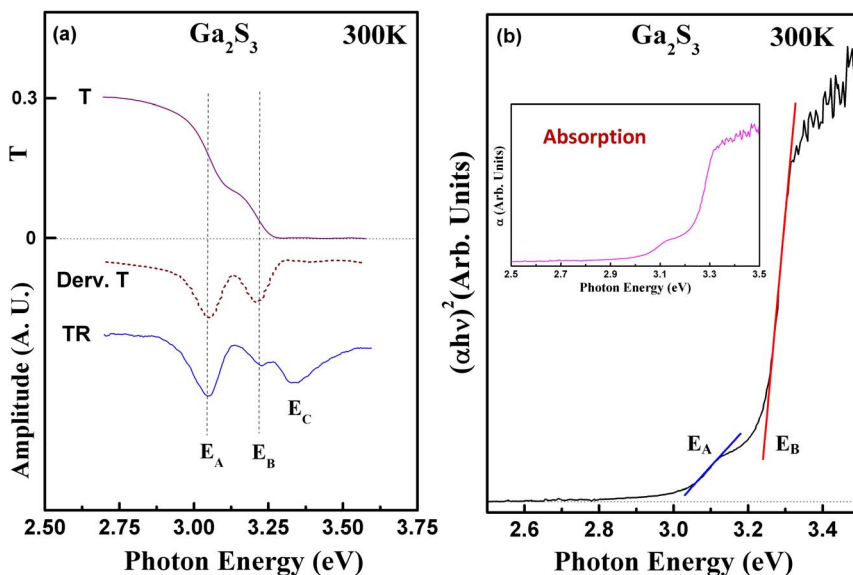 (a) Ga2S3 300K
T
0.3
0
T
Derv. T
TR
Amplitude (A. U.)
EA
EB
EC
2.50 2.75 3.00 3.25 3.50 3.75
Photon Energy (eV)
(b) Ga2S3 300K
(αhν)2(Arb. Units)
Absorption
α (Arb. Units)
2.5 2.7 2.9 3.1 3.3 3.5
Photon Energy (eV)
EA
EB
2.6 2.8 3.0 3.2 3.4
Photon Energy (eV)